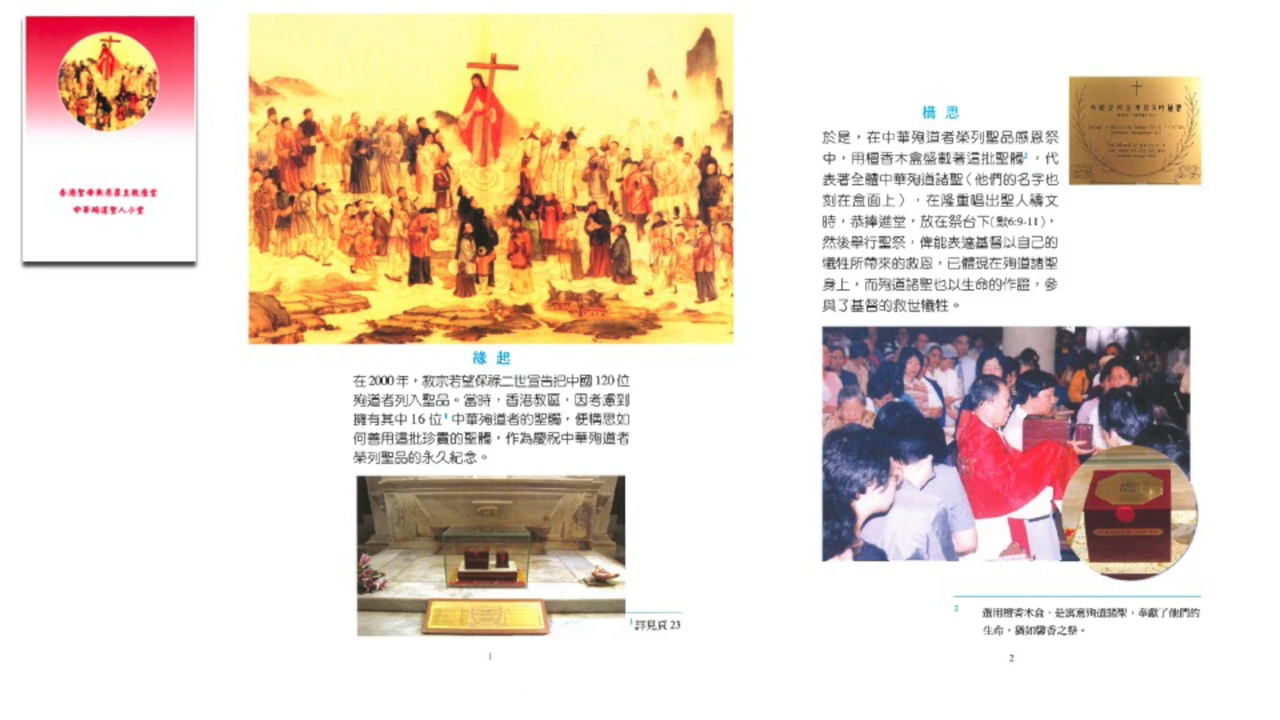 香港聖母無原罪主教座堂
中華殉道聖人小堂
緣起
在 2000 年，教宗若望保祿二世宣告把中國 120 位
殉道者列入聖品。當時，香港教區，因考慮到
擁有其中 16 位1 中華殉道者的聖髑，便構思如
何善用這批珍貴的聖髑，作為慶祝中華殉道者
榮列聖品的永久紀念。
1 詳見頁 23
1
構思
於是，在中華殉道者榮列聖品感恩祭
中，用檀香木盒盛載著這批聖髑2，代
表著全體中華殉道諸聖（他們的名字也
刻在盒面上），在隆重唱出聖人禱文
時，恭捧進堂，放在祭台下(默6:9-11)，
然後舉行聖祭，俾能表達基督以自己的
犧牲所帶來的救恩，已體現在殉道諸聖
身上，而殉道諸聖也以生命的作證，參
與了基督的救世犧牲。
2 選用檀香木盒，是寓意殉道諸聖，奉獻了他們的
生命，猶如馨香之祭。
2